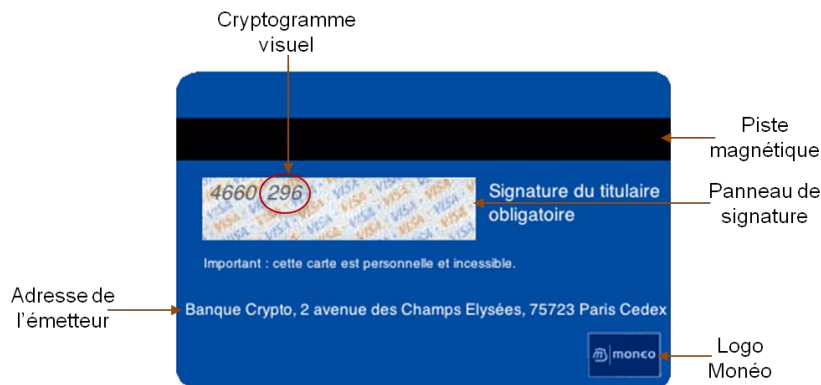 Cryptogramme
visuel
Piste
magnétique
4660 296
Signature du titulaire
obligatoire
Panneau de
signature
Important : cette carte est personnelle et incessible.
Adresse de
l'émetteur
Banque Crypto, 2 avenue des Champs Elysées, 75723 Paris Cedex
monéo
Logo
Monéo